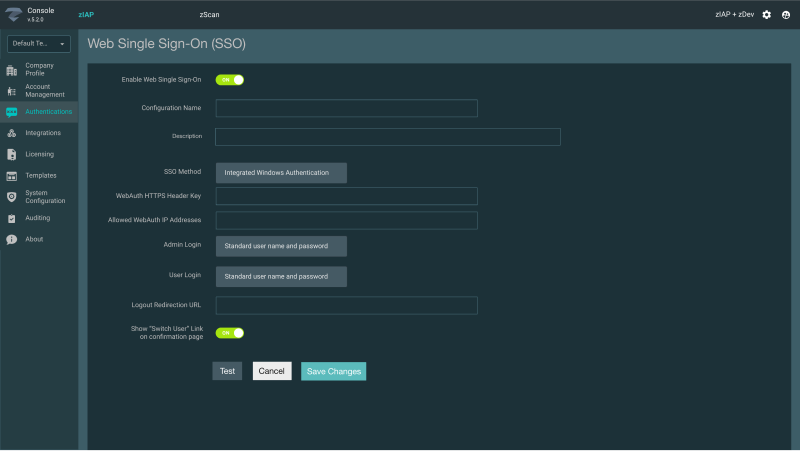 Console
v.5.2.0
zIAP
zScan
zIAP + zDev
Default Te...
Web Single Sign-On (SSO)
Company
Profile
Account
Management
Authentications
Integrations
Licensing
Templates
System
Configuration
Auditing
About
Enable Web Single Sign-On
ON
Configuration Name
Description
SSO Method
Integrated Windows Authentication
WebAuth HTTPS Header Key
Allowed WebAuth IP Addresses
Admin Login
Standard user name and password
User Login
Standard user name and password
Logout Redirection URL
Show "Switch User" Link
on confirmation page
ON
Test
Cancel
Save Changes